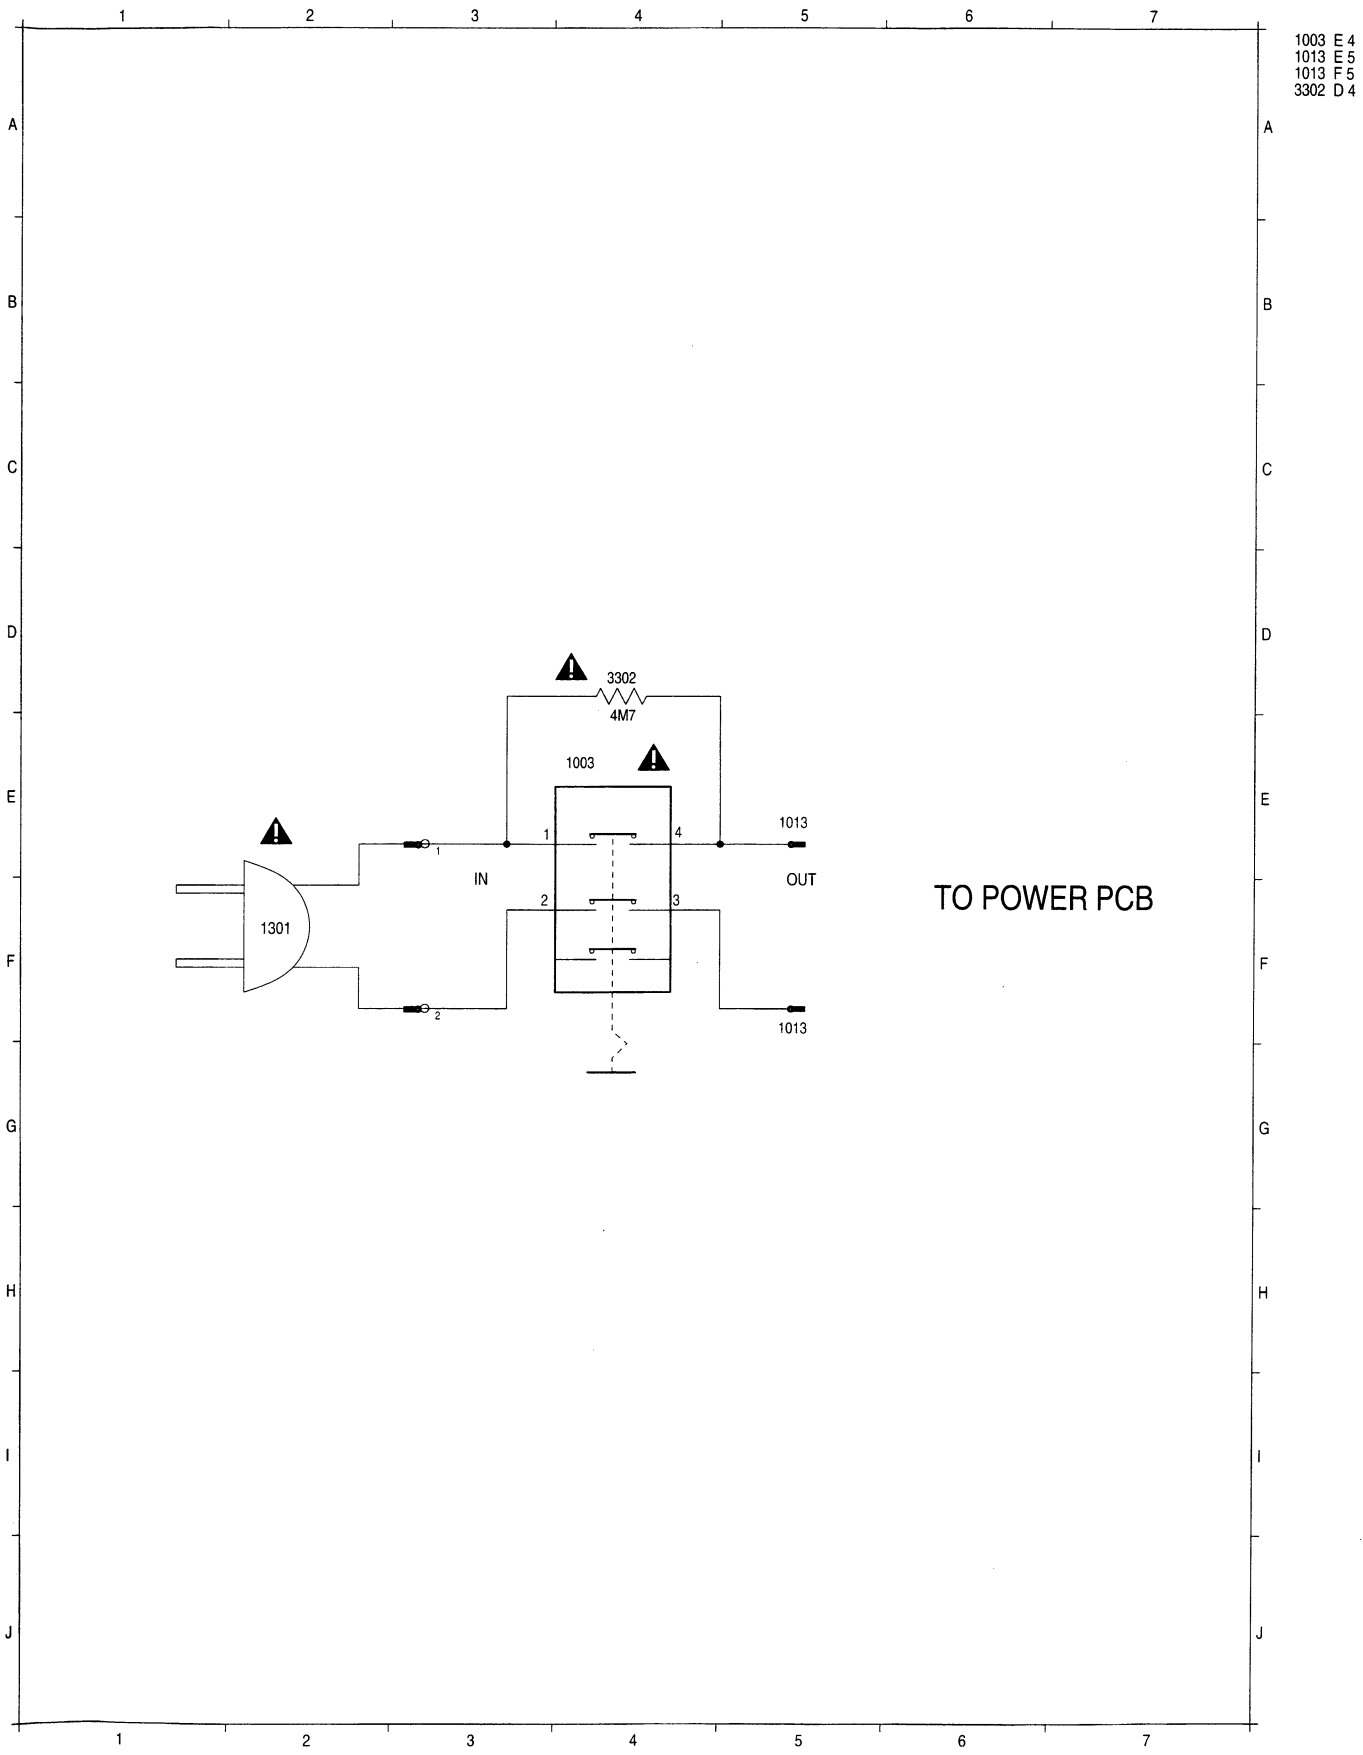 1 2 3 4 5 6 7
1003 E 4
1013 E 5
1013 F 5
3302 D 4
A A
B B
C C
D D
3302
4M7
1003
E E
1 4 1013
1
IN OUT
TO POWER PCB
2 3
1301
F F
2
1013
G G
H H
I I
J J
1 2 3 4 5 6 7